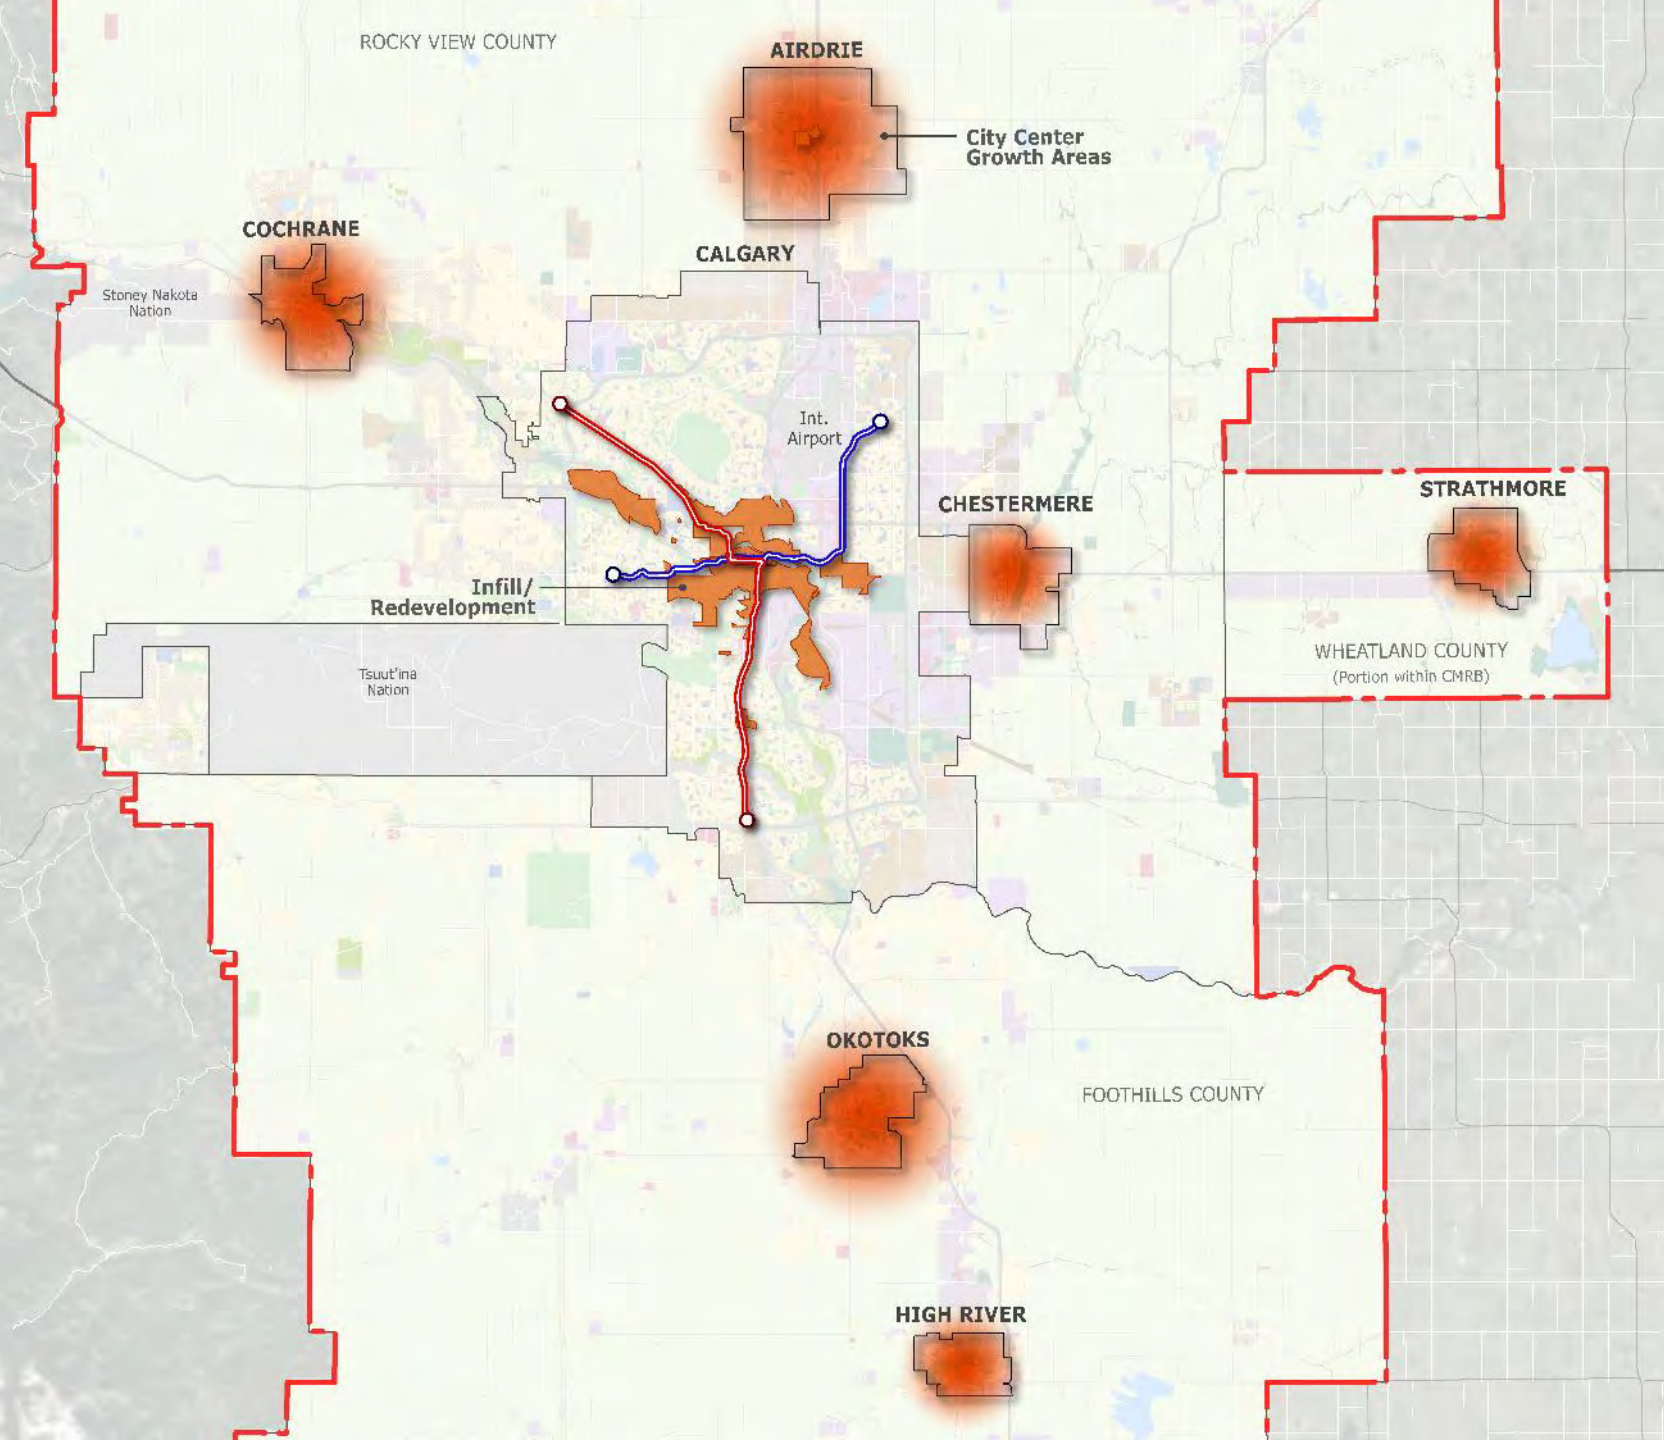 ROCKY VIEW COUNTY
AIRDRIE
City Center
Growth Areas
COCHRANE
CALGARY
Stoney Nakota
Nation
Int.
Airport
CHESTERMERE
STRATHMORE
Infill/
Redevelopment
WHEATLAND COUNTY
(Portion within CMRB)
Tsuut'ina
Nation
OKOTOKS
FOOTHILLS COUNTY
HIGH RIVER